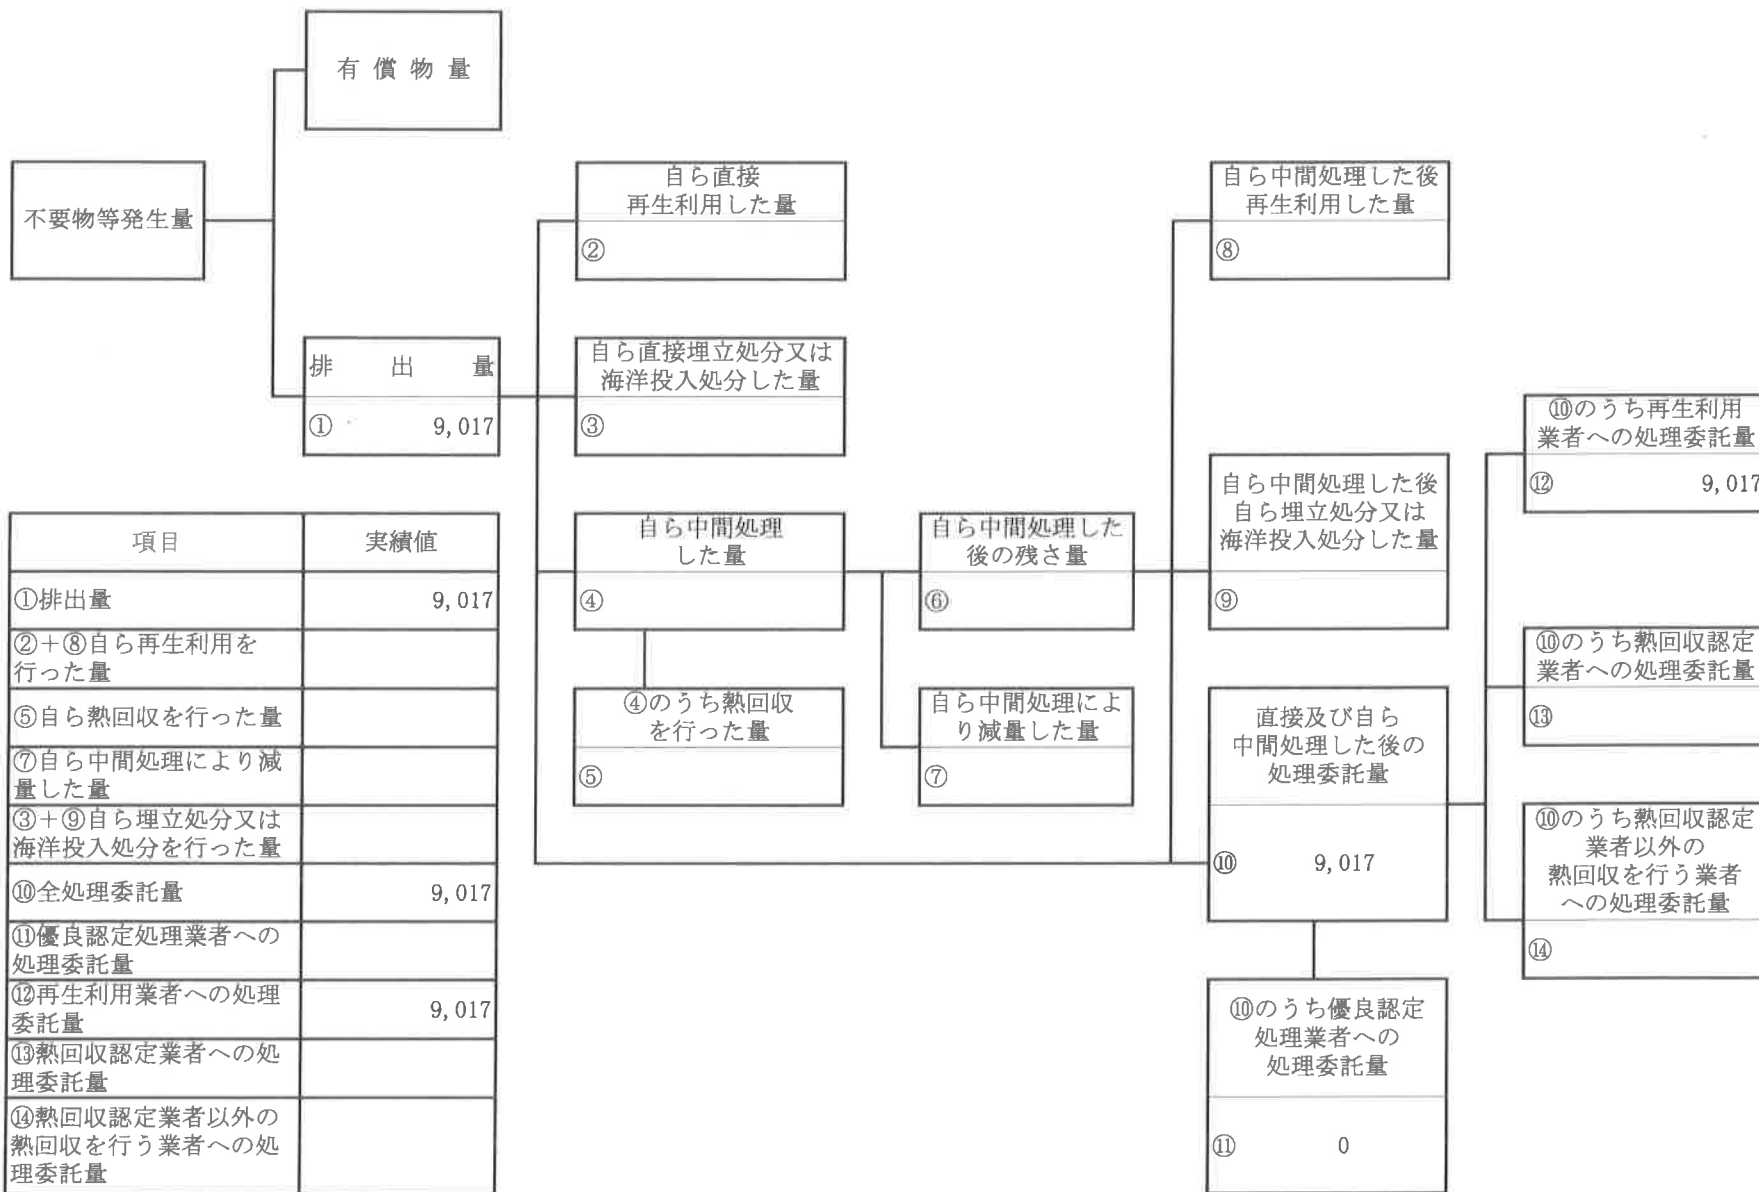 有償物量
不要物等発生量
排出量
① 9,017
自ら直接
再生利用した量
②
自ら直接埋立処分又は
海洋投入処分した量
③
自ら中間処理
した量
④
④のうち熱回収
を行った量
⑤
自ら中間処理した
後の残さ量
⑥
自ら中間処理によ
り減量した量
⑦
自ら中間処理した後
再生利用した量
⑧
自ら中間処理した後
自ら埋立処分又は
海洋投入処分した量
⑨
直接及び自ら
中間処理した後の
処理委託量
⑩ 9,017
⑩のうち優良認定
処理業者への
処理委託量
⑪ 0
⑩のうち再生利用
業者への処理委託量
⑫ 9,017
⑩のうち熱回収認定
業者への処理委託量
⑬
⑩のうち熱回収認定
業者以外の
熱回収を行う業者
への処理委託量
⑭
項目 実績値
①排出量 9,017
②＋⑧自ら再生利用を
行った量
⑤自ら熱回収を行った量
⑦自ら中間処理により減
量した量
③＋⑨自ら埋立処分又は
海洋投入処分を行った量
⑩全処理委託量 9,017
⑪優良認定処理業者への
処理委託量
⑫再生利用業者への処理
委託量 9,017
⑬熱回収認定業者への処
理委託量
⑭熱回収認定業者以外の
熱回収を行う業者への処
理委託量